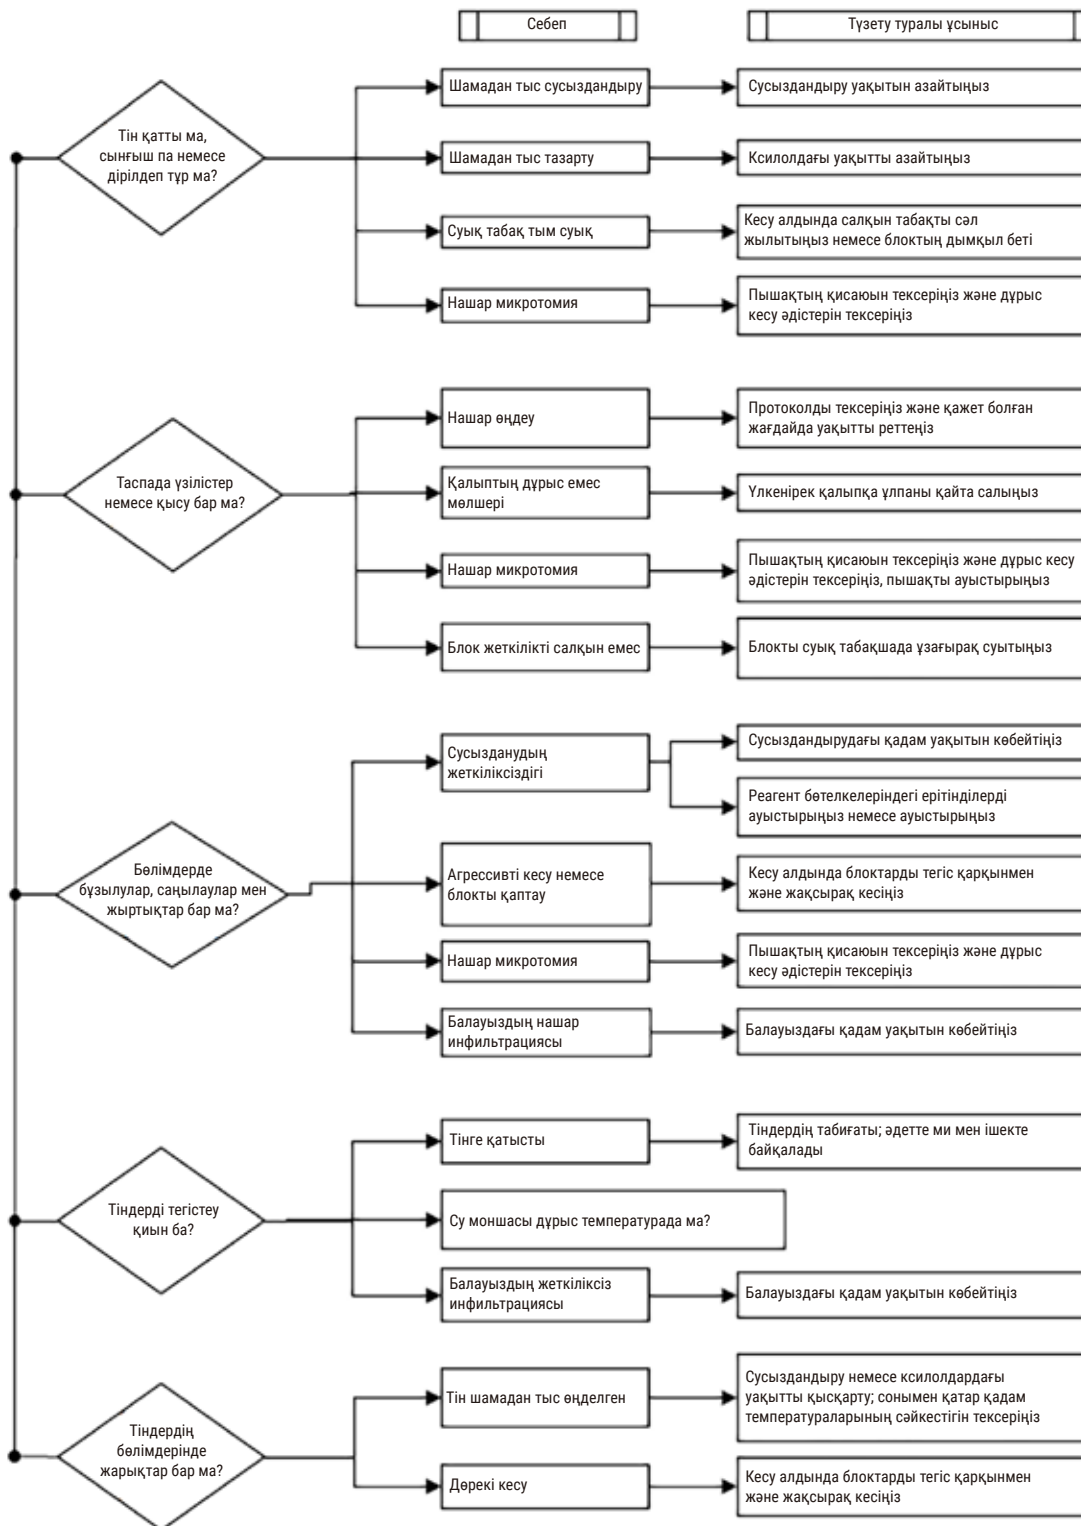 Себеп
Түзету туралы ұсыныс
Тін қатты ма,
сынғыш па немесе
дірілдеп тұр ма?
Шамадан тыс сусыздандыру
Сусыздандыру уақытын азайтыңыз
Шамадан тыс тазарту
Ксилолдағы уақытты азайтыңыз
Суық табақ тым суық
Кесу алдында салқын табақты сәл
жылытыңыз немесе блоктың дымқыл беті
Нашар микротомия
Пышақтың қисаюын тексеріңіз және дұрыс
кесу әдістерін тексеріңіз
Таспада үзілістер
немесе қысу бар ма?
Нашар өңдеу
Протоколды тексеріңіз және қажет болған
жағдайда уақытты реттеңіз
Қалыптың дұрыс емес
мөлшері
Үлкенірек қалыпқа ұлпаны қайта салыңыз
Нашар микротомия
Пышақтың қисаюын тексеріңіз және дұрыс кесу
әдістерін тексеріңіз, пышақты ауыстырыңыз
Блок жеткілікті салқын емес
Блокты суық табақшада ұзағырақ суытыңыз
Бөлімдерде
бұзылулар, саңылаулар мен
жыртықтар бар ма?
Сусызданудың
жеткіліксіздігі
Сусыздандырудағы қадам уақытын көбейтіңіз
Реагент бөтелкелеріндегі ерітінділерді
ауыстырыңыз немесе ауыстырыңыз
Агрессивті кесу немесе
блокты қаптау
Кесу алдында блоктарды тегіс қарқынмен
және жақсырақ кесіңіз
Нашар микротомия
Пышақтың қисаюын тексеріңіз және дұрыс
кесу әдістерін тексеріңіз
Балауыздың нашар
инфильтрациясы
Балауыздағы қадам уақытын көбейтіңіз
Тіндерді тегістеу
қиын ба?
Тінге қатысты
Тіндердің табиғаты; әдетте ми мен ішекте
байқалады
Су моншасы дұрыс температурада ма?
Балауыздың жеткіліксіз
инфильтрациясы
Балауыздағы қадам уақытын көбейтіңіз
Тіндердің
бөлімдерінде
жарықтар бар ма?
Тін шамадан тыс өңделген
Сусыздандыру немесе ксилолдардағы
уақытты қысқарту; сонымен қатар қадам
температураларының сәйкестігін тексеріңіз
Дөрекі кесу
Кесу алдында блоктарды тегіс қарқынмен
және жақсырақ кесіңіз